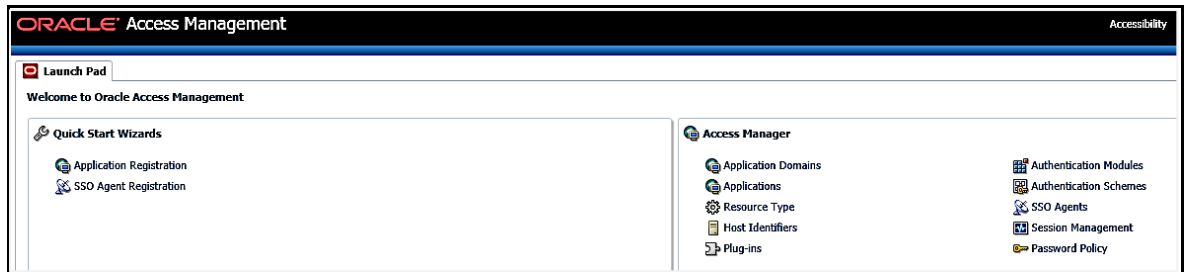 ORACLE Access Management
Accessibility
Launch Pad
Welcome to Oracle Access Management
Quick Start Wizards
Application Registration
SSO Agent Registration
Access Manager
Application Domains
Applications
Resource Type
Host Identifiers
Plug-ins
Authentication Modules
Authentication Schemes
SSO Agents
Session Management
Password Policy